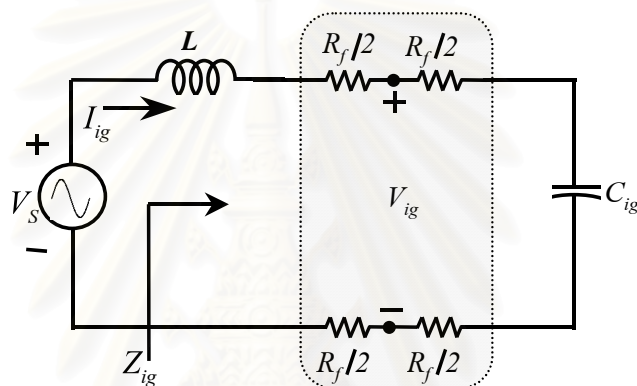 L
R_f/2 R_f/2
I_ig
+
+
V_S
V_ig
C_ig
−
−
Z_ig
R_f/2 R_f/2